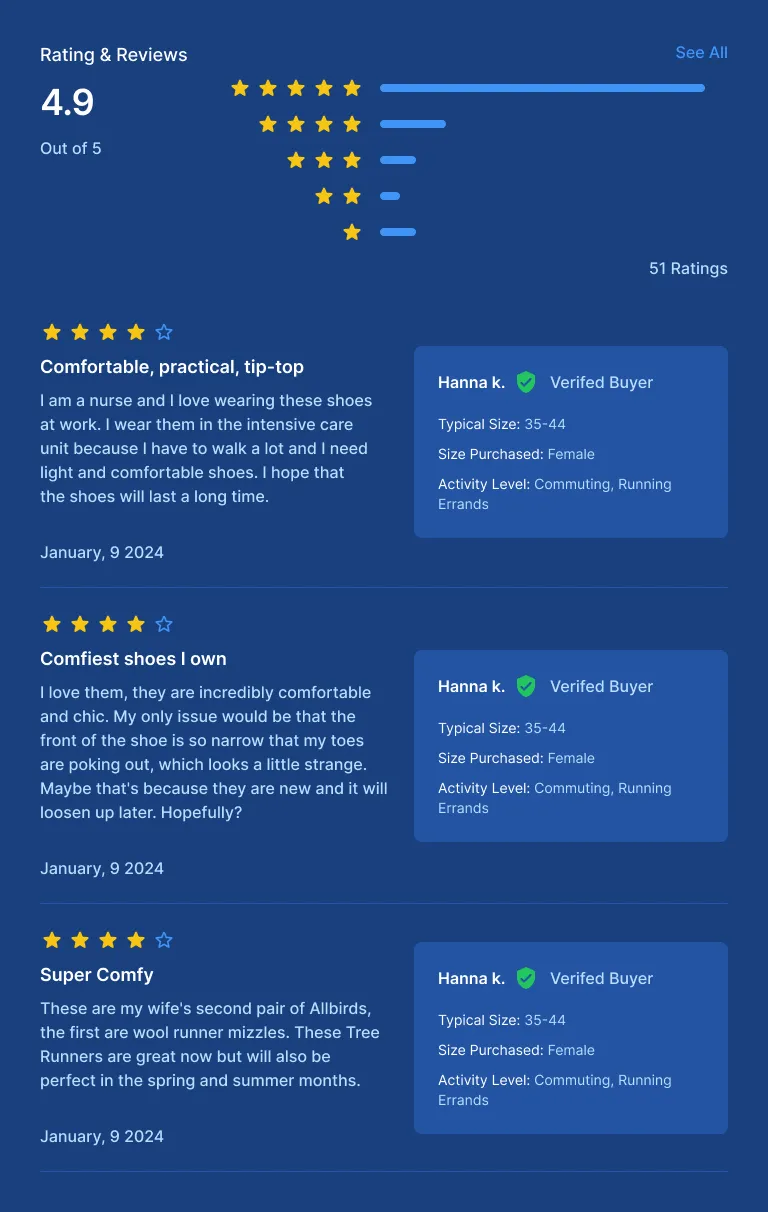 Rating & Reviews
See All
4.9
Out of 5
51 Ratings
Comfortable, practical, tip-top
I am a nurse and I love wearing these shoes
at work. I wear them in the intensive care
unit because I have to walk a lot and I need
light and comfortable shoes. I hope that
the shoes will last a long time.
January, 9 2024
Hanna k.
Verifed Buyer
Typical Size: 35-44
Size Purchased: Female
Activity Level: Commuting, Running
Errands
Comfiest shoes I own
I love them, they are incredibly comfortable
and chic. My only issue would be that the
front of the shoe is so narrow that my toes
are poking out, which looks a little strange.
Maybe that's because they are new and it will
loosen up later. Hopefully?
January, 9 2024
Hanna k.
Verifed Buyer
Typical Size: 35-44
Size Purchased: Female
Activity Level: Commuting, Running
Errands
Super Comfy
These are my wife's second pair of Allbirds,
the first are wool runner mizzles. These Tree
Runners are great now but will also be
perfect in the spring and summer months.
January, 9 2024
Hanna k.
Verifed Buyer
Typical Size: 35-44
Size Purchased: Female
Activity Level: Commuting, Running
Errands